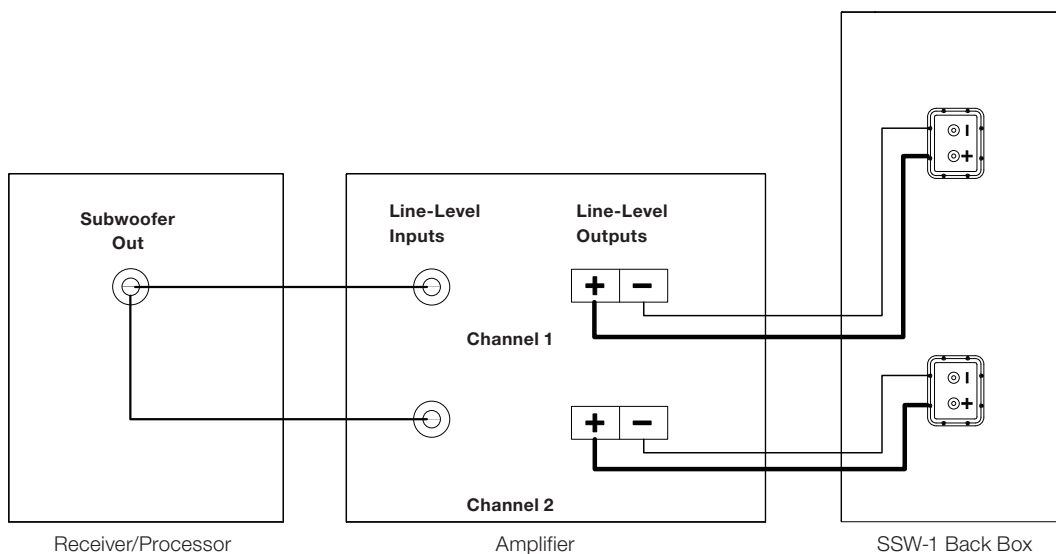 Subwoofer
Out
Line-Level
Inputs
Line-Level
Outputs
+ −
Channel 1
+ −
Channel 2
−
+
−
+
Receiver/Processor
Amplifier
SSW-1 Back Box